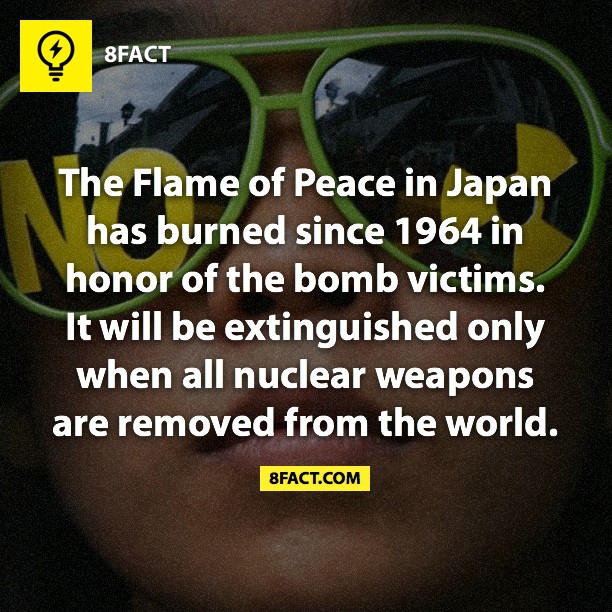 8FACT
NO
The Flame of Peace in Japan
has burned since 1964 in
honor of the bomb victims.
It will be extinguished only
when all nuclear weapons
are removed from the world.
8FACT.COM